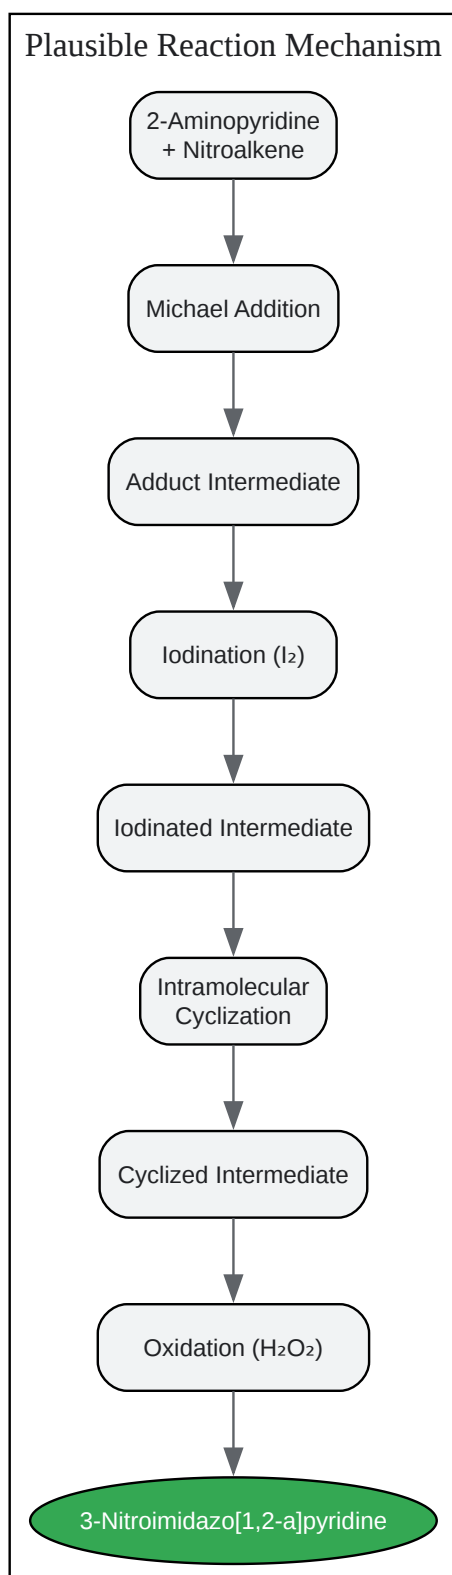 Plausible Reaction Mechanism
2-Aminopyridine
+ Nitroalkene
Michael Addition
Adduct Intermediate
Iodination (I₂)
Iodinated Intermediate
Intramolecular
Cyclization
Cyclized Intermediate
Oxidation (H₂O₂)
3-Nitroimidazo[1,2-a]pyridine